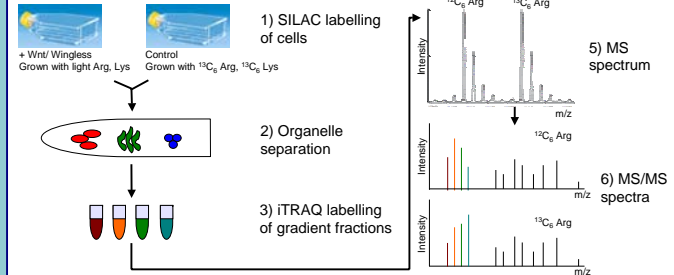 + Wnt/ Wingless
Grown with light Arg, Lys
Control
Grown with ¹³C₆ Arg, ¹³C₆ Lys
1) SILAC labelling
of cells
2) Organelle
separation
3) iTRAQ labelling
of gradient fractions
¹²C₆ Arg
¹³C₆ Arg
Intensity
m/z
5) MS
spectrum
¹²C₆ Arg
Intensity
m/z
6) MS/MS
spectra
¹³C₆ Arg
Intensity
m/z